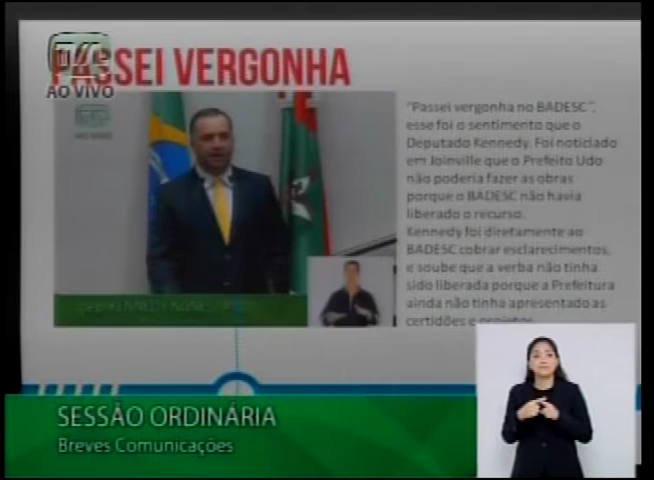 PASSEI VERGONHA
AO VIVO
"Passei vergonha no BADESC",
esse foi o sentimento que o
Deputado Kennedy. Foi noticiado
em Joinville que o Prefeito Udo
não poderia fazer as obras
porque o BADESC não havia
liberado o recurso.
Kennedy foi diretamente ao
BADESC cobrar esclarecimentos,
e soube que a verba não tinha
sido liberada porque a Prefeitura
ainda não tinha apresentado as
certidões e projetos.
SESSÃO ORDINÁRIA
Breves Comunicações